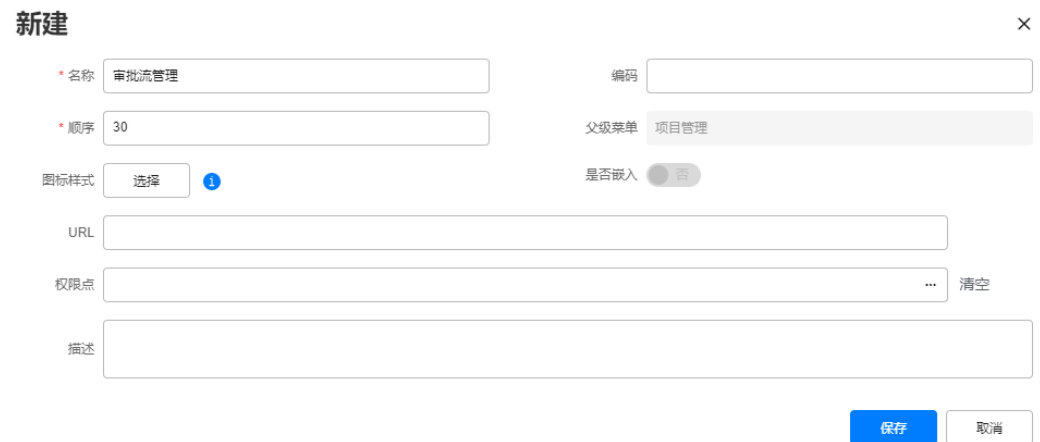 新建
* 名称 审批流管理 编码
* 顺序 30 父级菜单 项目管理
图标样式 选择 i 是否嵌入 否
URL
权限点 ... 清空
描述
保存 取消